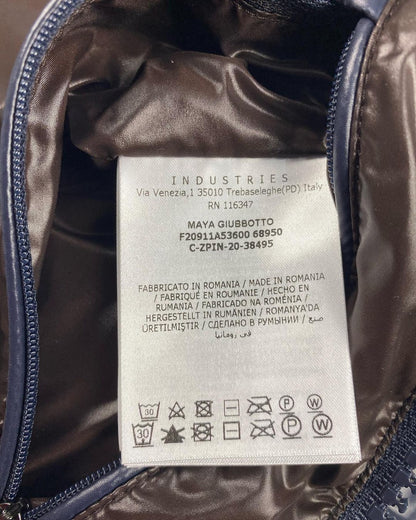 INDUSTRIES
Via Venezia,1 35010 Trebaseleghe(PD) Italy
RN 116347
MAYA GIUBBOTTO
F20911A53600 68950
C-ZPIN-20-38495
FABBRICATO IN ROMANIA / MADE IN ROMANIA
/ FABRIQUÉ EN ROUMANIE / HECHO EN
RUMANIA / FABRICADO NA ROMÉNIA /
HERGESTELLT IN RUMÄNIEN / ROMANYA'DA
ÜRETILMIŞTIR / СДЕЛАНО В РУМЫНИИ / صنع
في رومانيا
30 P W
30 P W